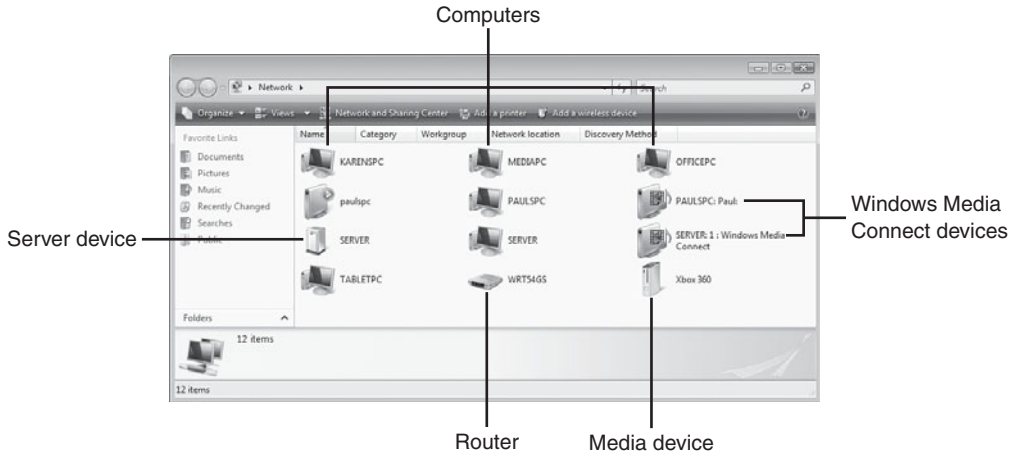 Computers
Network
Search
Organize Views Network and Sharing Center Add a printer Add a wireless device
Favorite Links
Documents
Pictures
Music
Recently Changed
Searches
Public
Folders
Name Category Workgroup Network location Discovery Method
KARENSPC MEDIAPC OFFICEPC
paulspc PAULSPC PAULSPC: Paul:
SERVER SERVER SERVER: 1 : Windows Media
Connect
TABLETPC WRT54GS Xbox 360
12 items
12 items
Server device
Windows Media
Connect devices
Router
Media device